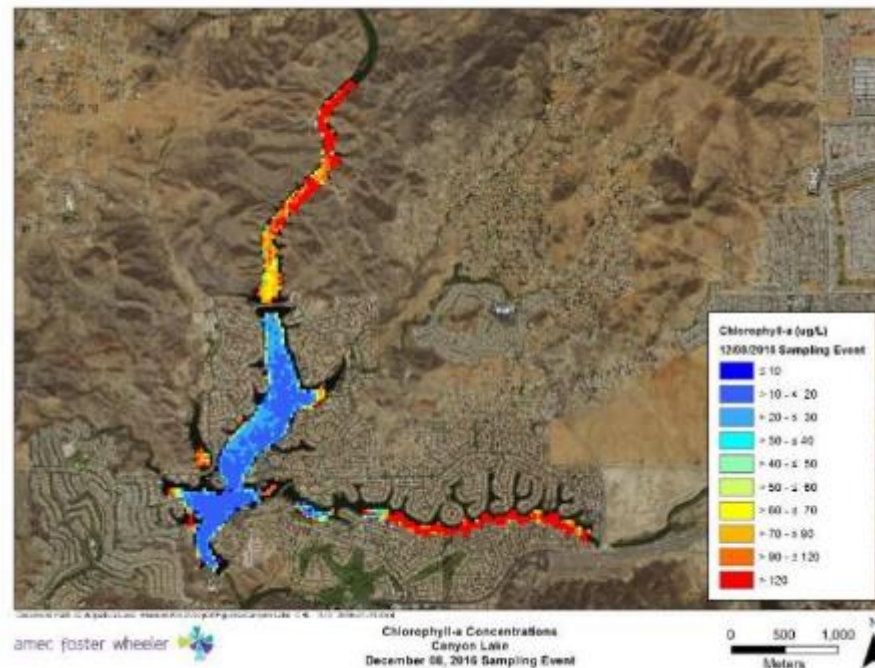 Chlorophyll-a (ug/L)
12/08/2016 Sampling Event
≤ 10
> 10 - ≤ 20
> 20 - ≤ 30
> 30 - ≤ 40
> 40 - ≤ 50
> 50 - ≤ 60
> 60 - ≤ 70
> 70 - ≤ 90
> 90 - ≤ 120
> 120
amec foster wheeler
Chlorophyll-a Concentrations
Canyon Lake
December 08, 2016 Sampling Event
0 500 1,000
Meters
N